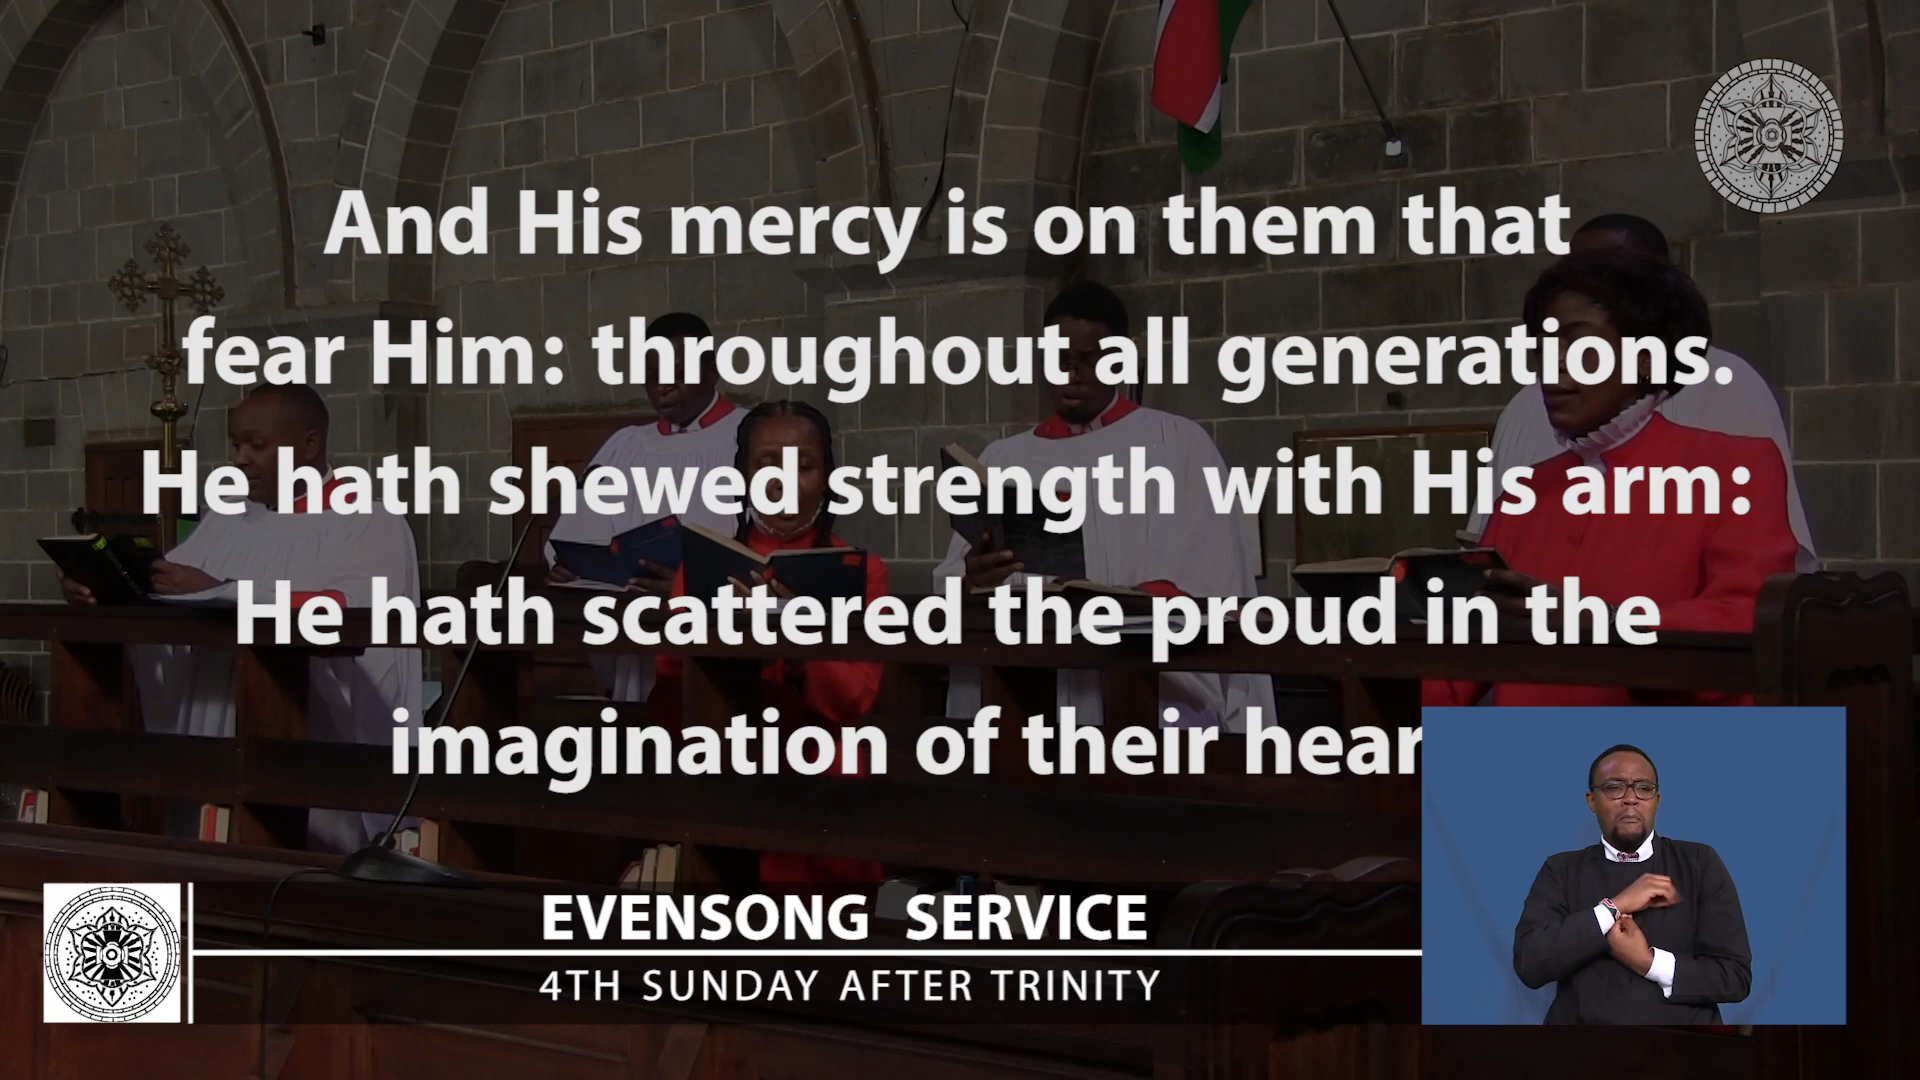 And His mercy is on them that
fear Him: throughout all generations.
He hath shewed strength with His arm:
He hath scattered the proud in the
imagination of their hear
EVENSONG SERVICE
4TH SUNDAY AFTER TRINITY